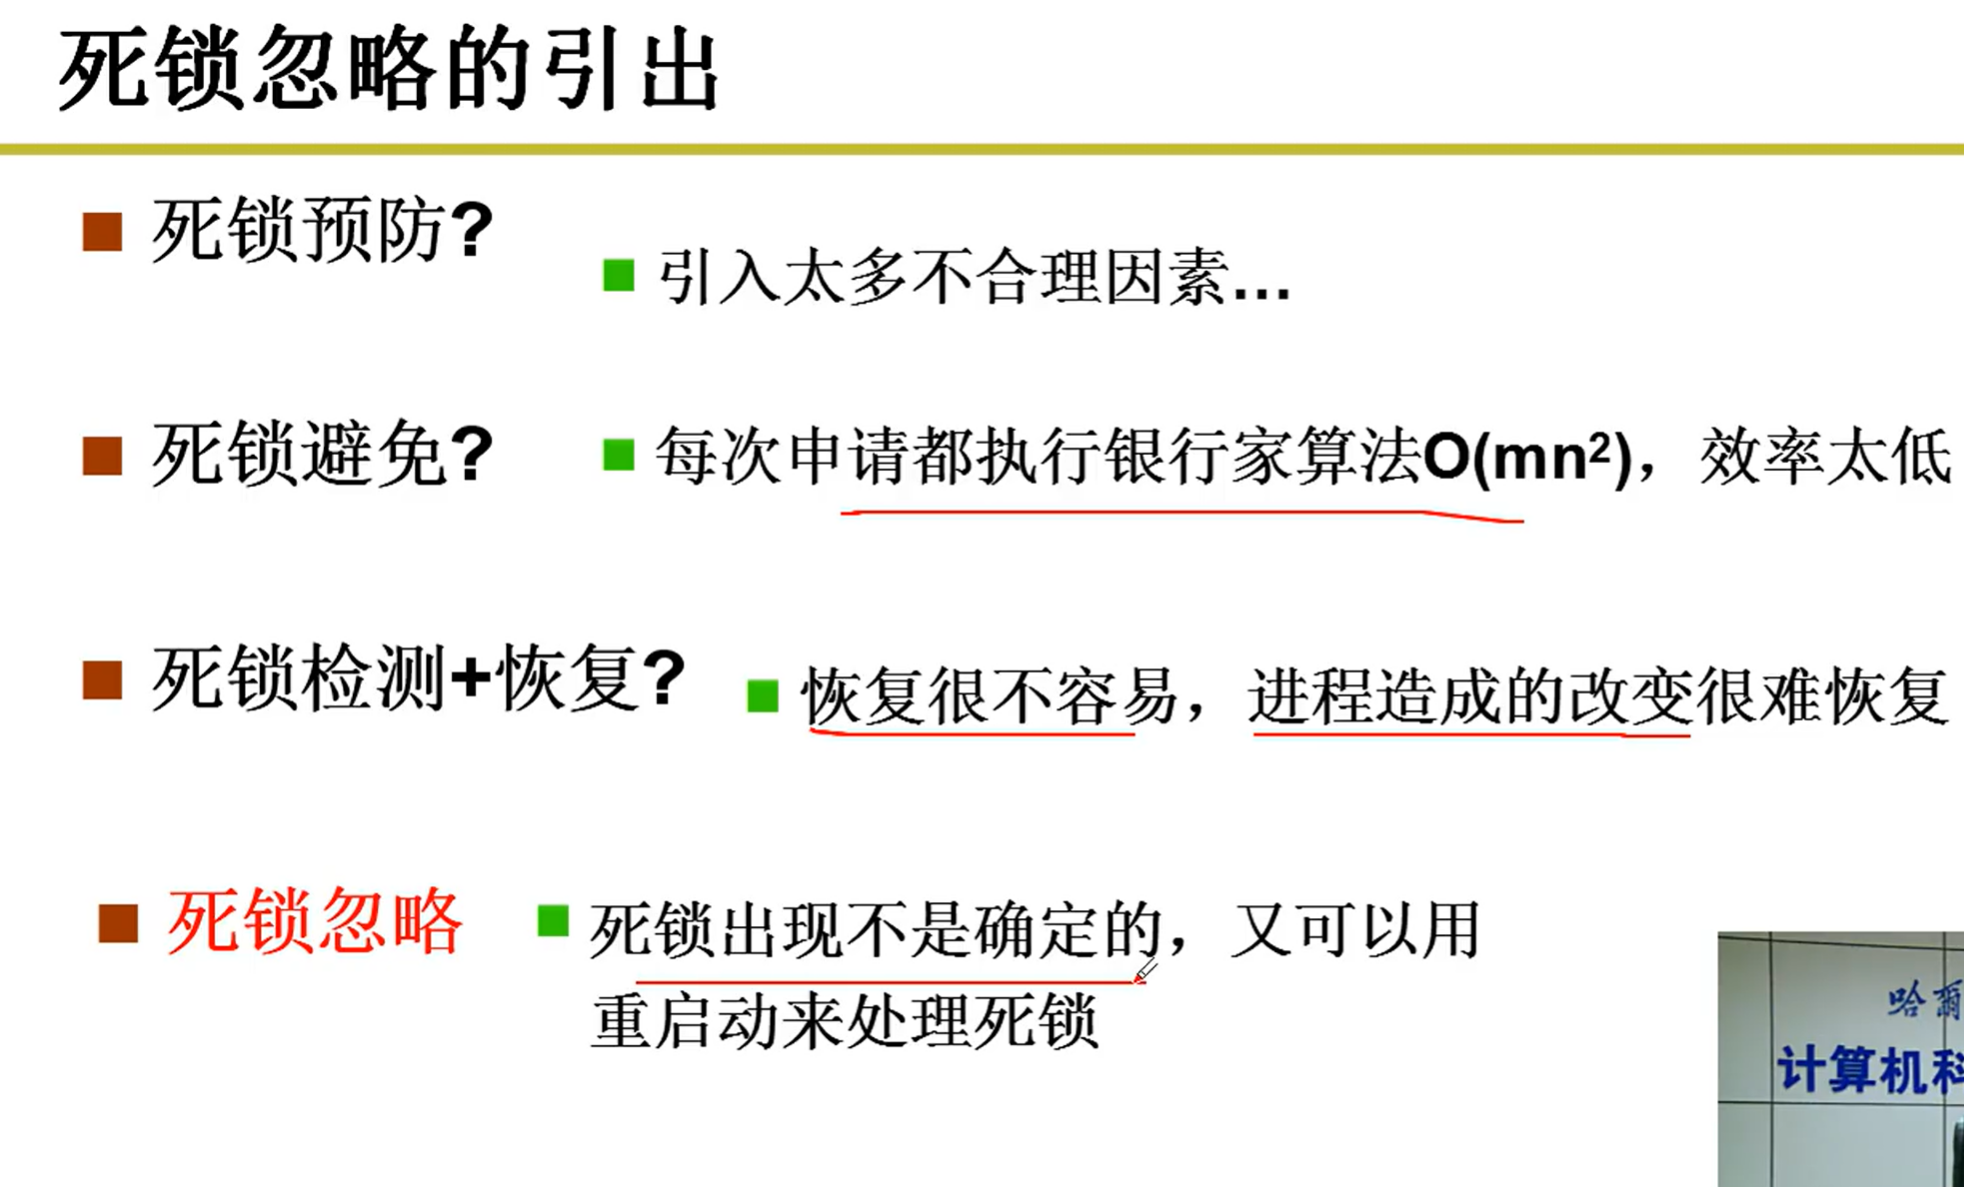 死锁忽略的引出
死锁预防?
引入太多不合理因素...
死锁避免?
每次申请都执行银行家算法O(mn²)，效率太低
死锁检测+恢复?
恢复很不容易，进程造成的改变很难恢复
死锁忽略
死锁出现不是确定的，又可以用
重启动来处理死锁
哈爾
计算机科